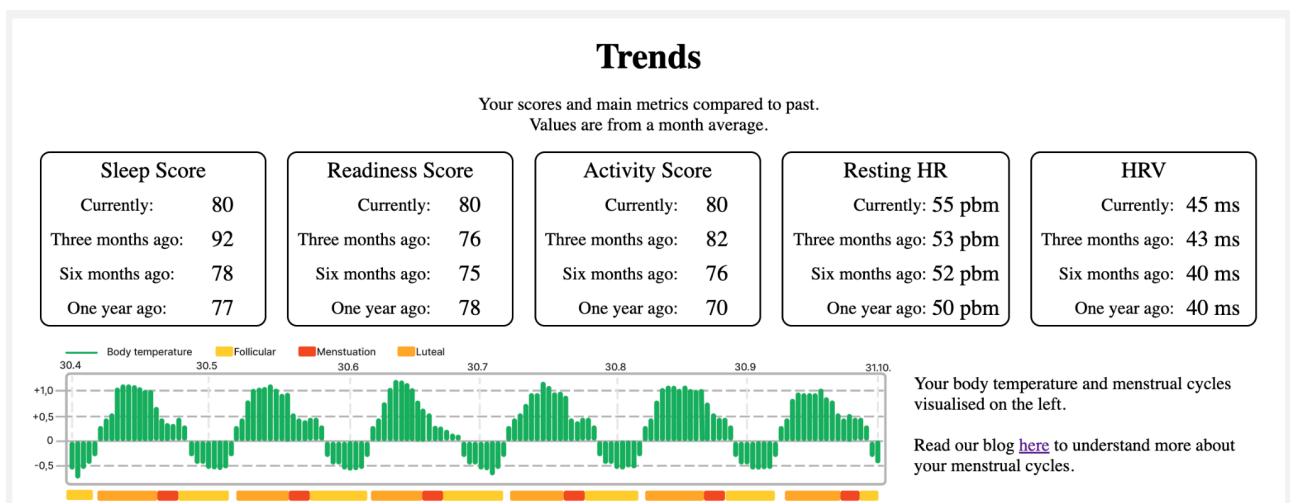 Trends
Your scores and main metrics compared to past.
Values are from a month average.
Sleep Score
Currently: 80
Three months ago: 92
Six months ago: 78
One year ago: 77
Readiness Score
Currently: 80
Three months ago: 76
Six months ago: 75
One year ago: 78
Activity Score
Currently: 80
Three months ago: 82
Six months ago: 76
One year ago: 70
Resting HR
Currently: 55 pbm
Three months ago: 53 pbm
Six months ago: 52 pbm
One year ago: 50 pbm
HRV
Currently: 45 ms
Three months ago: 43 ms
Six months ago: 40 ms
One year ago: 40 ms
Body temperature Follicular Menstuation Luteal
30.4 30.5 30.6 30.7 30.8 30.9 31.10.
+1,0
+0,5
0
-0,5
Your body temperature and menstrual cycles
visualised on the left.
Read our blog here to understand more about
your menstrual cycles.